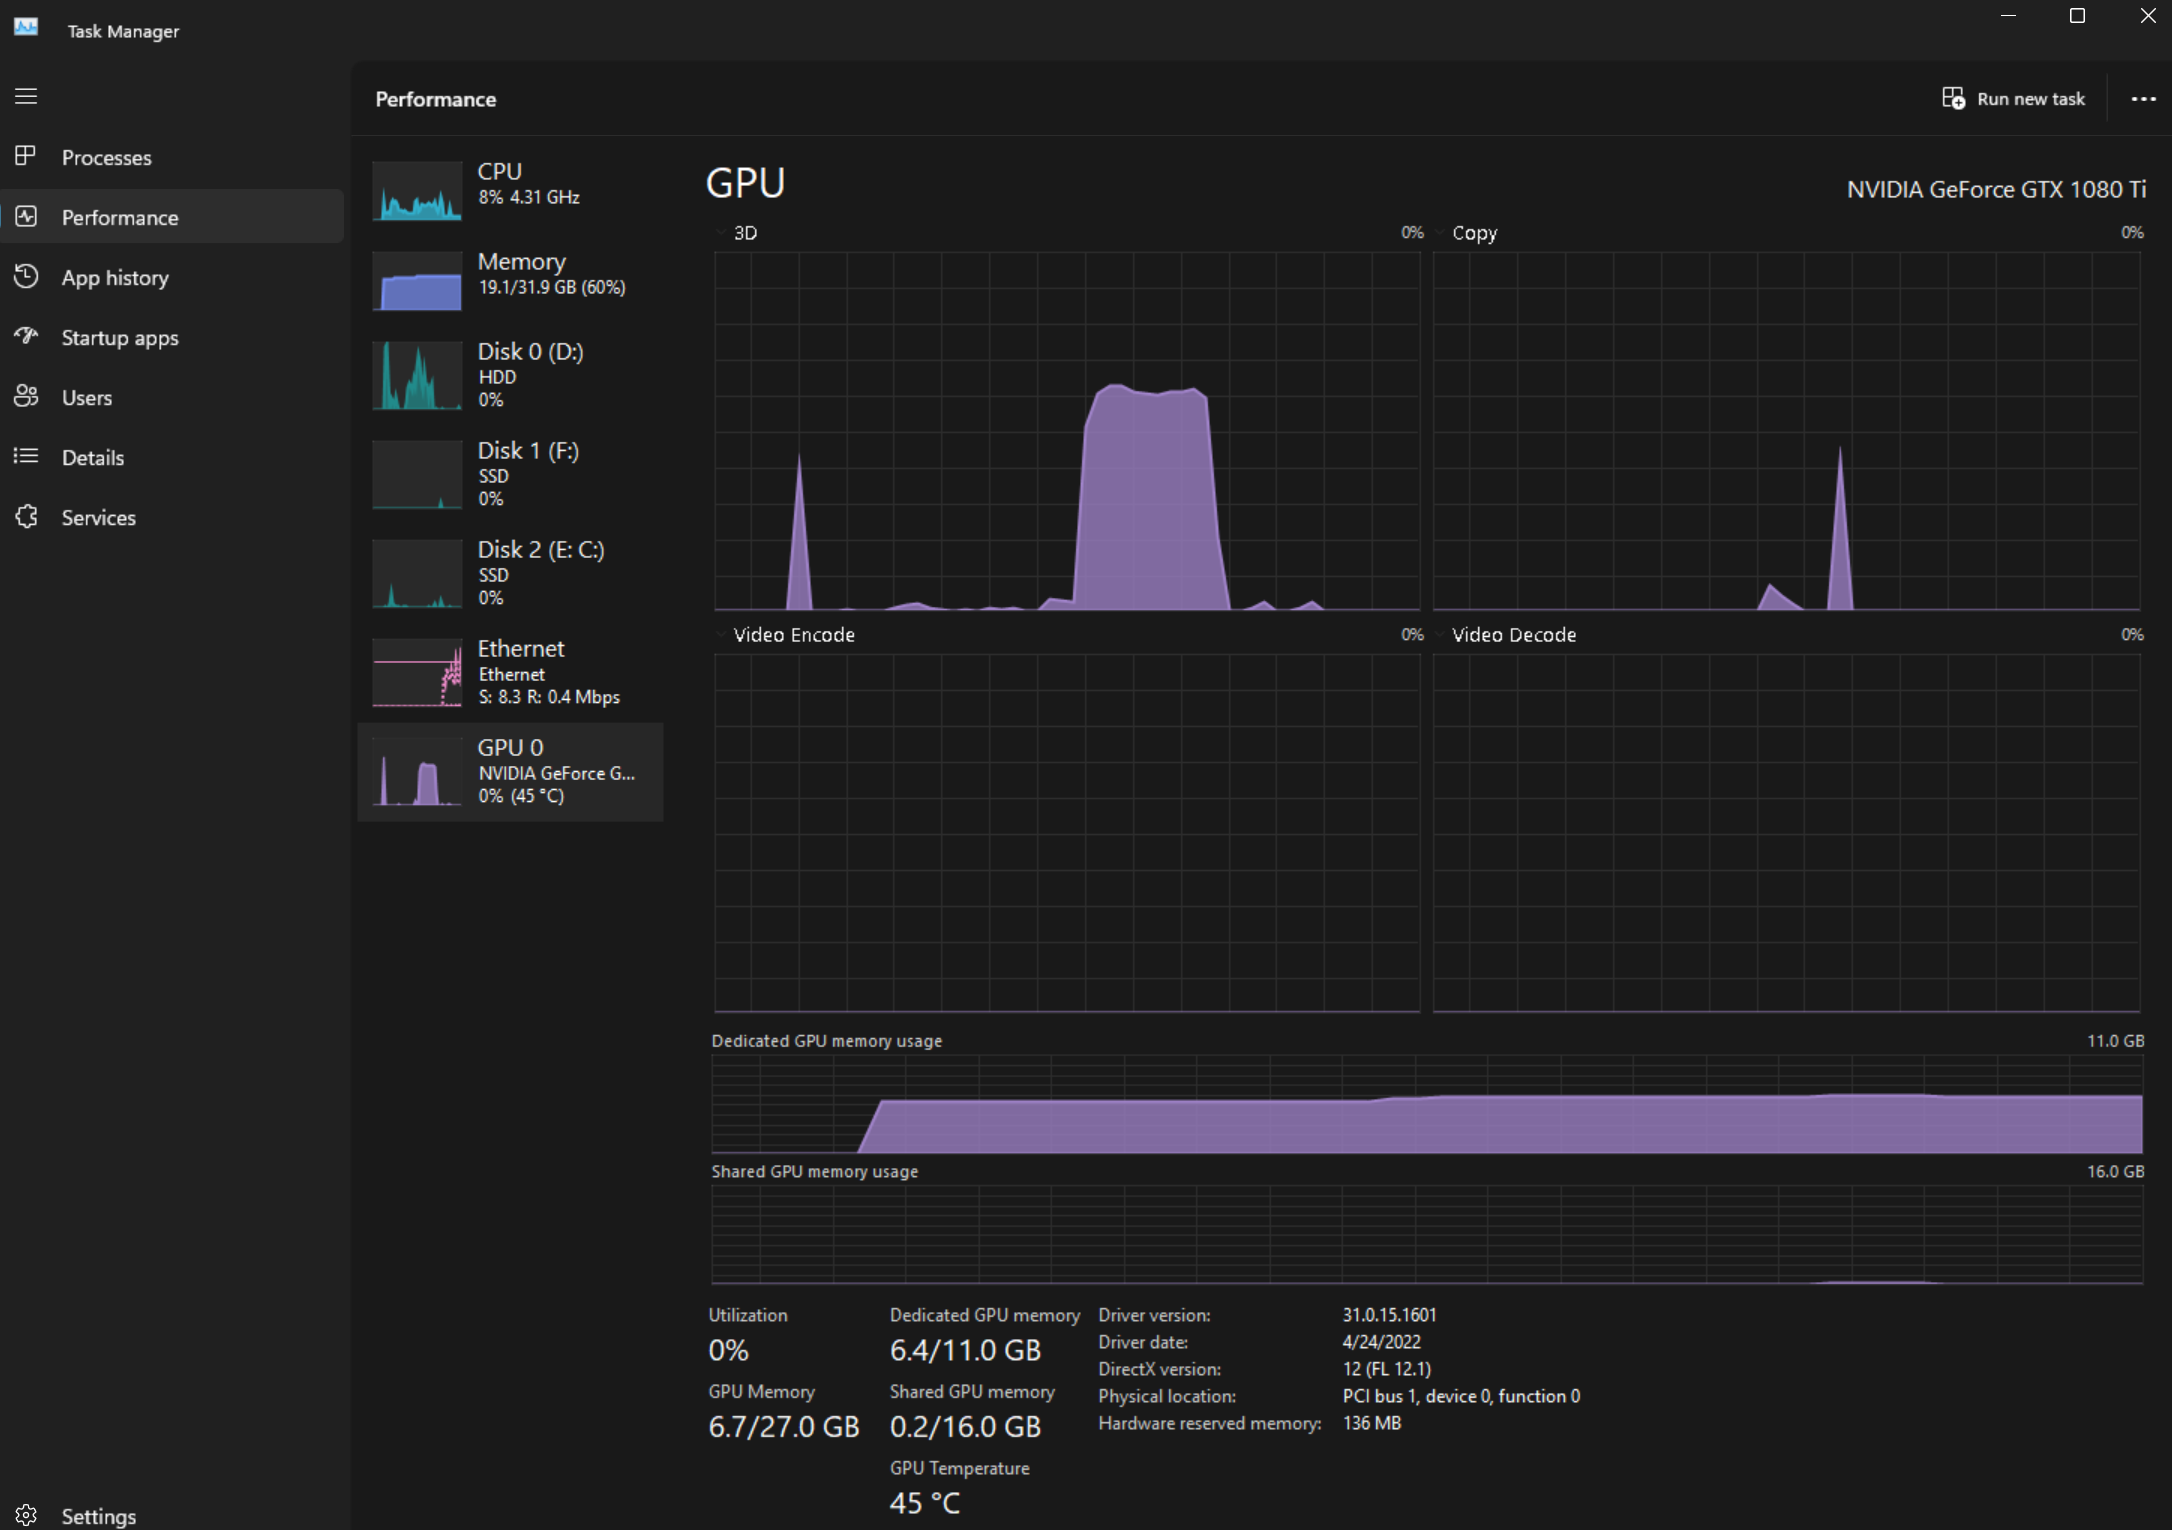 Task Manager
Performance
Run new task
Processes
Performance
App history
Startup apps
Users
Details
Services
Settings
CPU
8% 4.31 GHz
Memory
19.1/31.9 GB (60%)
Disk 0 (D:)
HDD
0%
Disk 1 (F:)
SSD
0%
Disk 2 (E: C:)
SSD
0%
Ethernet
Ethernet
S: 8.3 R: 0.4 Mbps
GPU 0
NVIDIA GeForce G...
0% (45 °C)
GPU
NVIDIA GeForce GTX 1080 Ti
3D 0%
Copy 0%
Video Encode 0%
Video Decode 0%
Dedicated GPU memory usage 11.0 GB
Shared GPU memory usage 16.0 GB
Utilization
0%
Dedicated GPU memory
6.4/11.0 GB
GPU Memory
6.7/27.0 GB
Shared GPU memory
0.2/16.0 GB
GPU Temperature
45 °C
Driver version: 31.0.15.1601
Driver date: 4/24/2022
DirectX version: 12 (FL 12.1)
Physical location: PCI bus 1, device 0, function 0
Hardware reserved memory: 136 MB